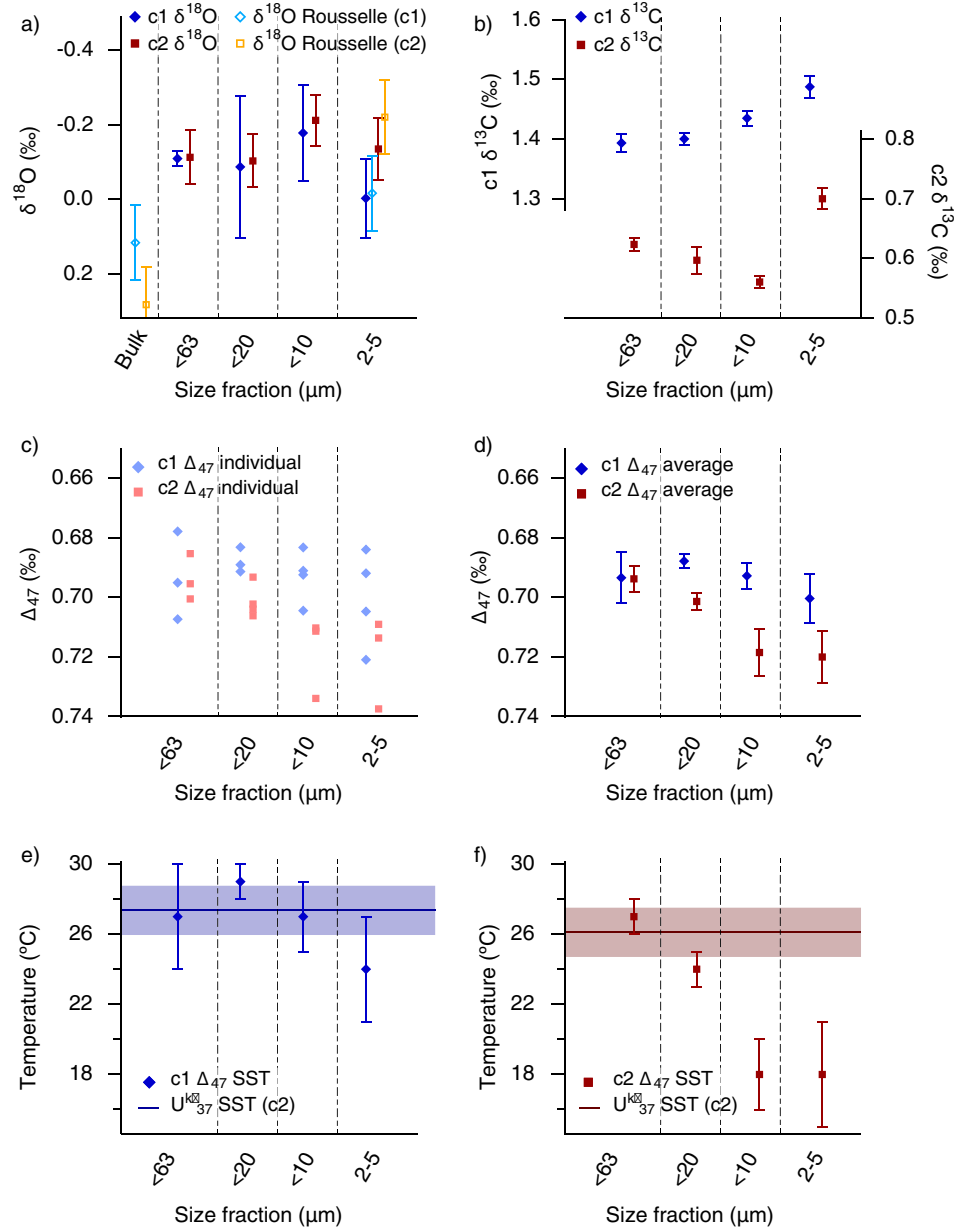 a)
c1 δ18O
c2 δ18O
δ18O Rousselle (c1)
δ18O Rousselle (c2)
-0.4
-0.2
0.0
0.2
δ18O (‰)
Bulk
<63
<20
<10
2-5
Size fraction (μm)
b)
c1 δ13C
c2 δ13C
1.6
1.5
1.4
1.3
c1 δ13C (‰)
0.8
0.7
0.6
0.5
c2 δ13C (‰)
<63
<20
<10
2-5
Size fraction (μm)
c)
c1 Δ47 individual
c2 Δ47 individual
0.66
0.68
0.70
0.72
0.74
Δ47 (‰)
<63
<20
<10
2-5
Size fraction (μm)
d)
c1 Δ47 average
c2 Δ47 average
0.66
0.68
0.70
0.72
0.74
Δ47 (‰)
<63
<20
<10
2-5
Size fraction (μm)
e)
30
26
22
18
Temperature (ºC)
c1 Δ47 SST
Uk37 SST (c2)
<63
<20
<10
2-5
Size fraction (μm)
f)
30
26
22
18
Temperature (ºC)
c2 Δ47 SST
Uk37 SST (c2)
<63
<20
<10
2-5
Size fraction (μm)